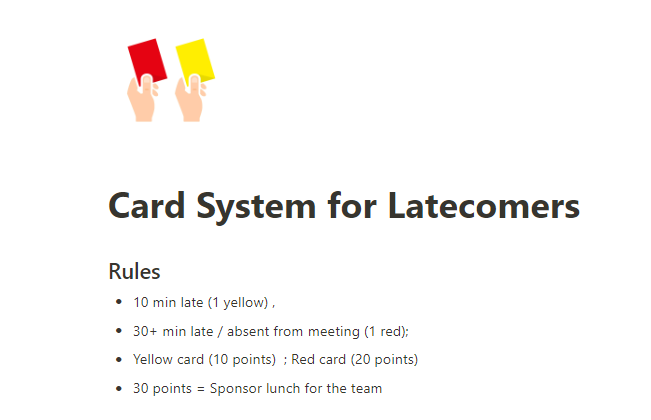 Card System for Latecomers
Rules
• 10 min late (1 yellow) ,
• 30+ min late / absent from meeting (1 red);
• Yellow card (10 points)  ; Red card (20 points)
• 30 points = Sponsor lunch for the team